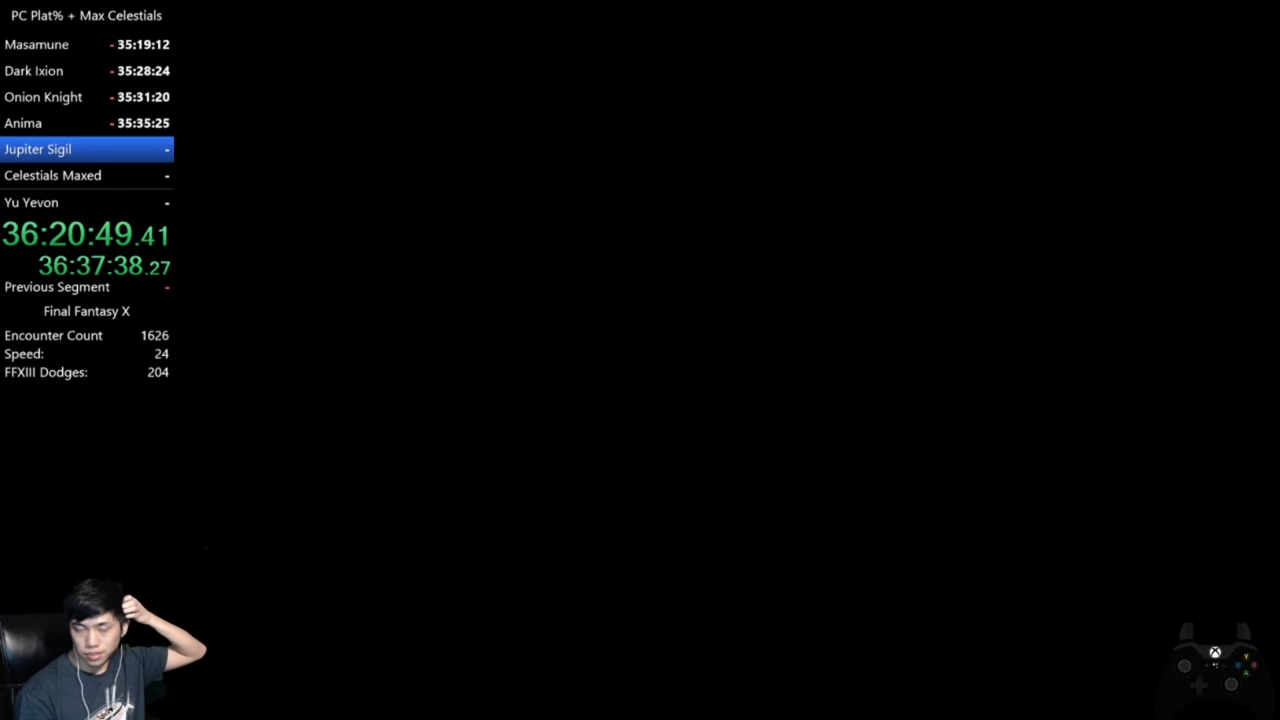 PC Plat% + Max Celestials
Masamune - 35:19:12
Dark Ixion - 35:28:24
Onion Knight - 35:31:20
Anima - 35:35:25
Jupiter Sigil -
Celestials Maxed -
Yu Yevon -
36:20:49.41
36:37:38.27
Previous Segment -
Final Fantasy X
Encounter Count 1626
Speed: 24
FFXIII Dodges: 204
Y
X B
A